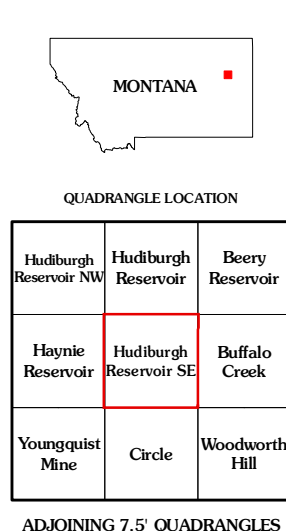 MONTANA
QUADRANGLE LOCATION
Hudiburgh
Reservoir NW
Hudiburgh
Reservoir
Beery
Reservoir
Haynie
Reservoir
Hudiburgh
Reservoir SE
Buffalo
Creek
Youngquist
Mine
Circle
Woodworth
Hill
ADJOINING 7.5' QUADRANGLES